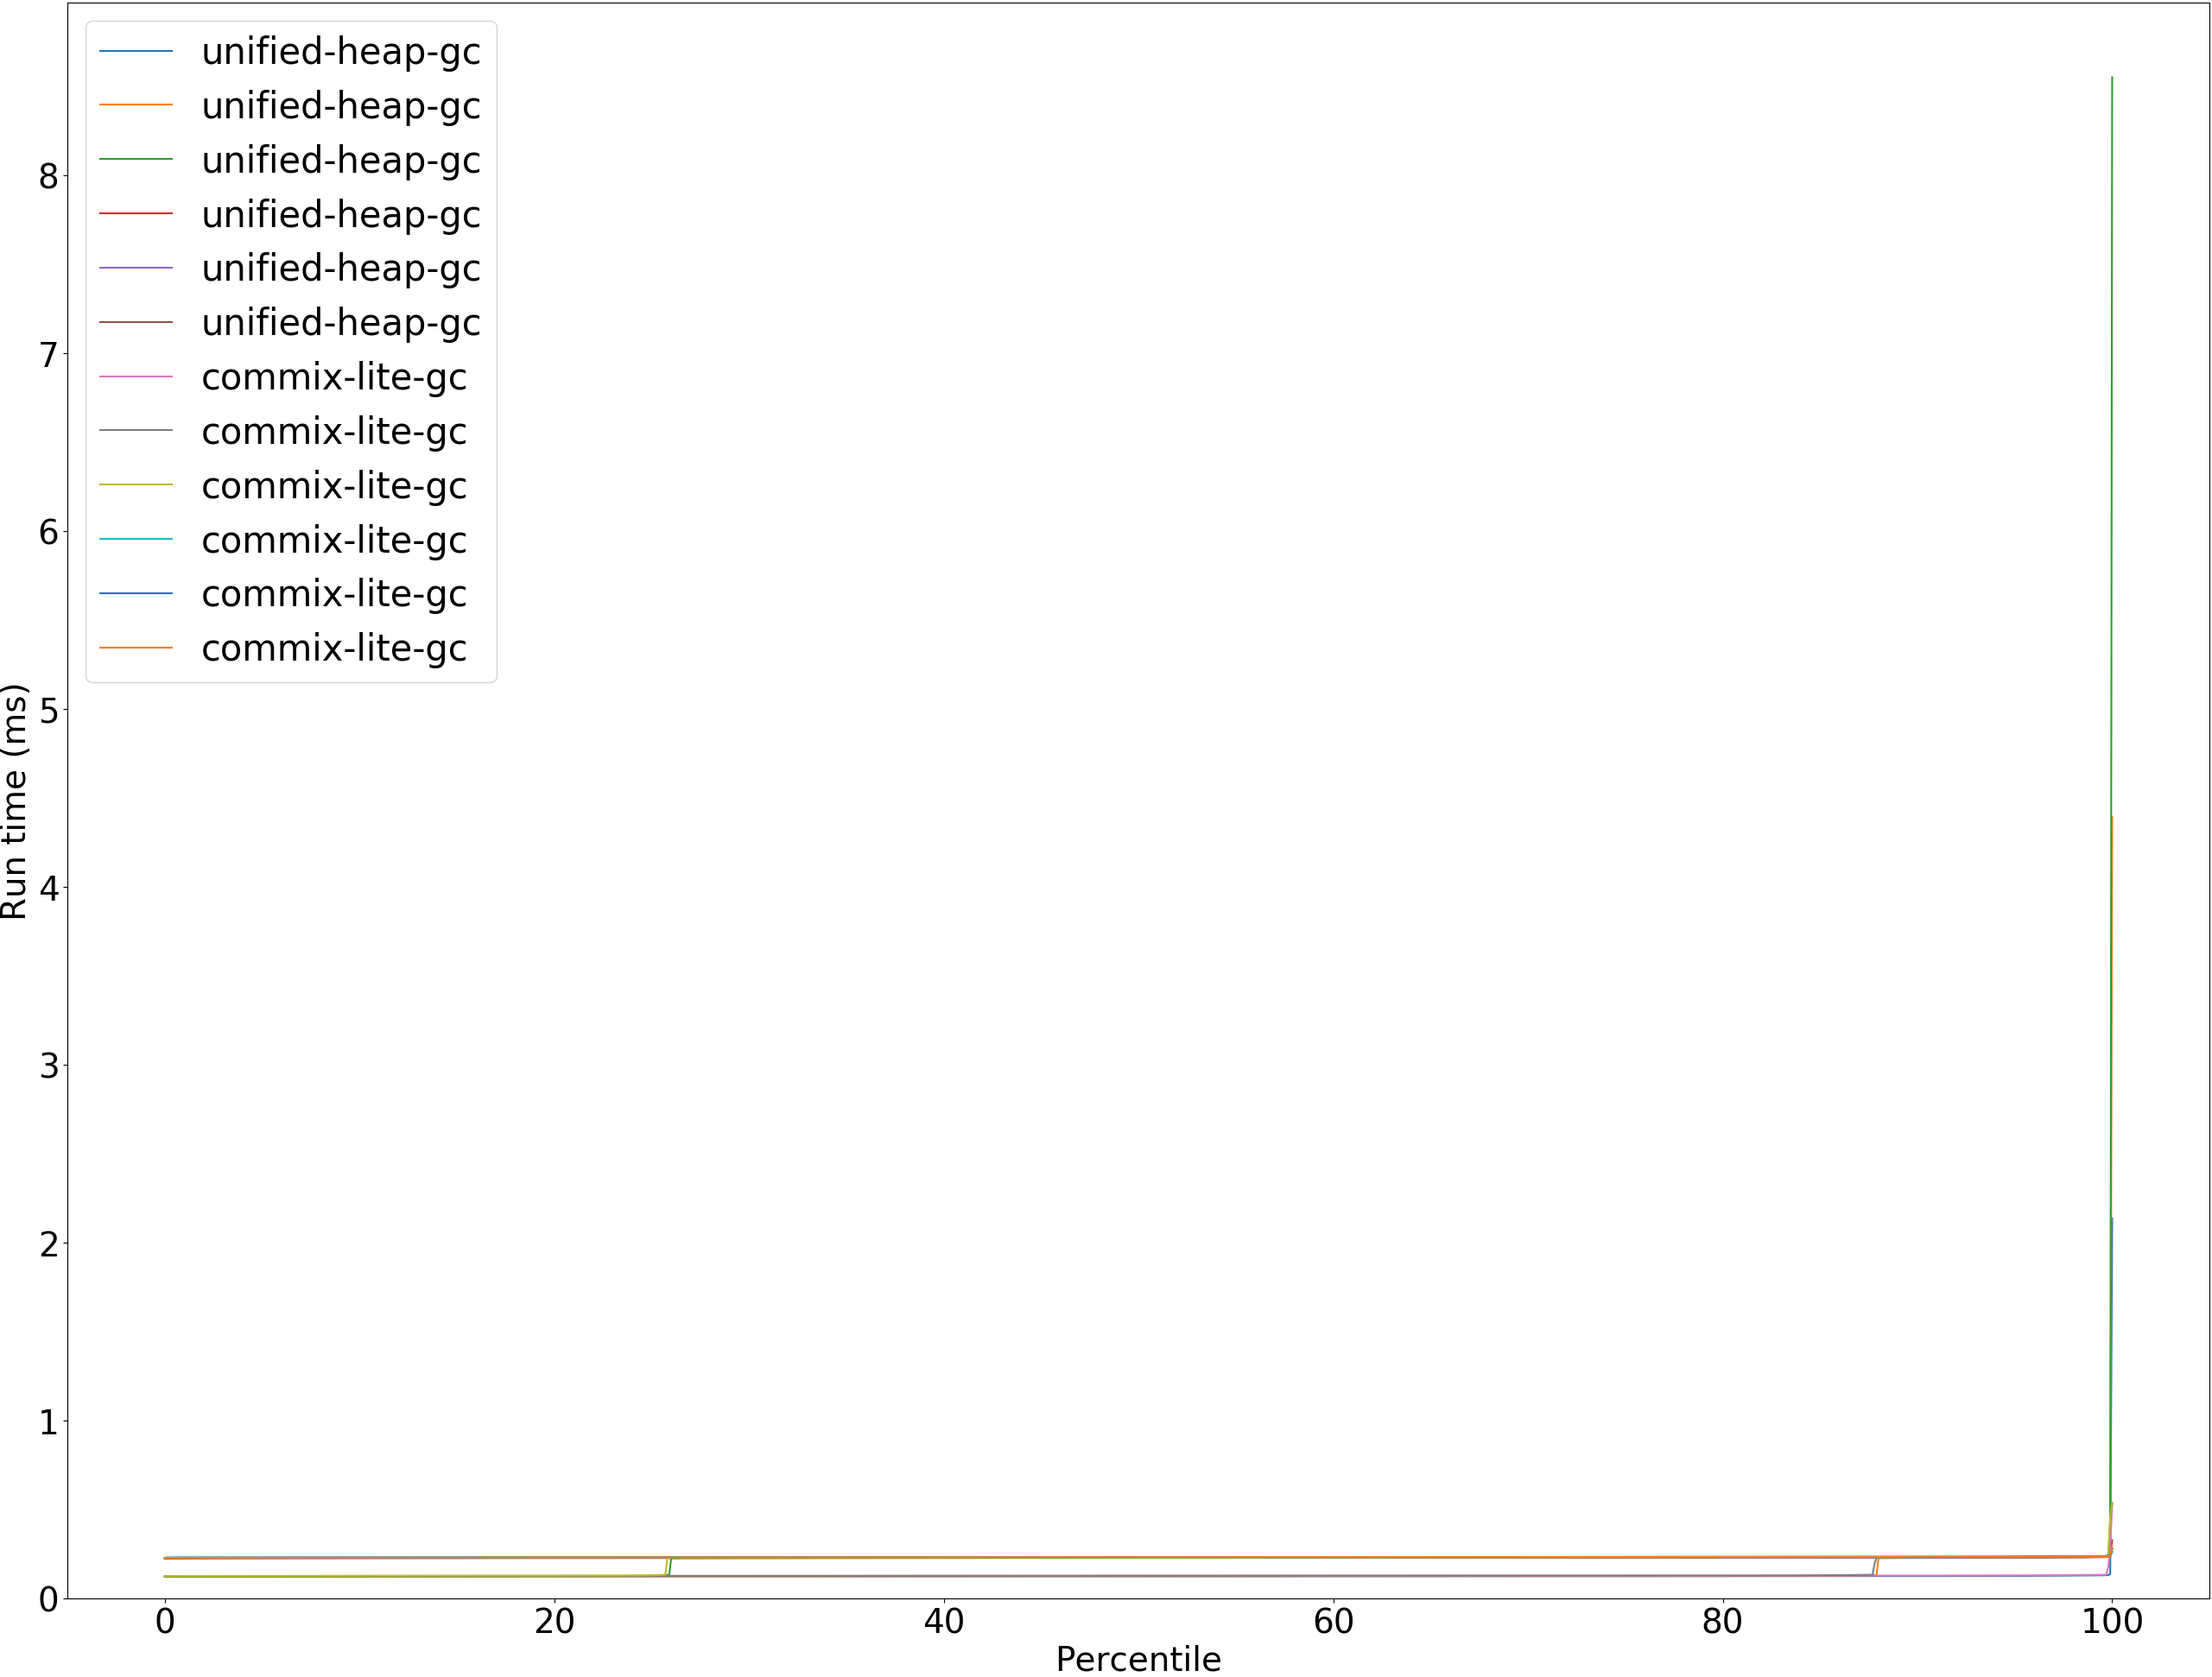 unified-heap-gc
unified-heap-gc
unified-heap-gc
unified-heap-gc
unified-heap-gc
unified-heap-gc
commix-lite-gc
commix-lite-gc
commix-lite-gc
commix-lite-gc
commix-lite-gc
commix-lite-gc
Run time (ms)
8
7
6
5
4
3
2
1
0
0 20 40 60 80 100
Percentile